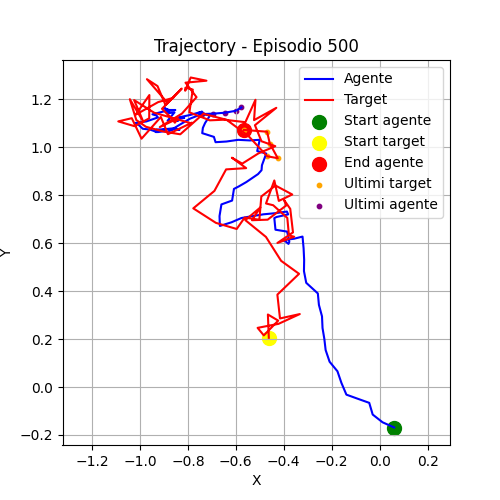 Trajectory - Episodio 500
Agente
Target
Start agente
Start target
End agente
Ultimi target
Ultimi agente
1.2
1.0
0.8
0.6
0.4
0.2
0.0
−0.2
Y
−1.2 −1.0 −0.8 −0.6 −0.4 −0.2 0.0 0.2
X